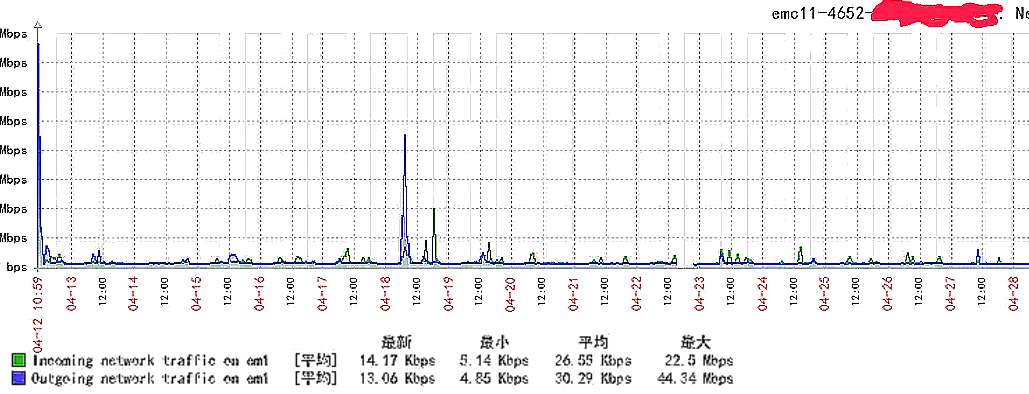 emc11-4652- : Ne
Mbps
Mbps
Mbps
Mbps
Mbps
Mbps
Mbps
Mbps
bps
04-12 10:59
04-13
12:00
04-14
12:00
04-15
12:00
04-16
12:00
04-17
12:00
04-18
12:00
04-19
12:00
04-20
12:00
04-21
12:00
04-22
12:00
04-23
12:00
04-24
12:00
04-25
12:00
04-26
12:00
04-27
12:00
04-28
最新 最小 平均 最大
Incoming network traffic on em1 [平均] 14.17 Kbps 5.14 Kbps 26.55 Kbps 22.5 Mbps
Outgoing network traffic on em1 [平均] 13.06 Kbps 4.85 Kbps 30.29 Kbps 44.34 Mbps